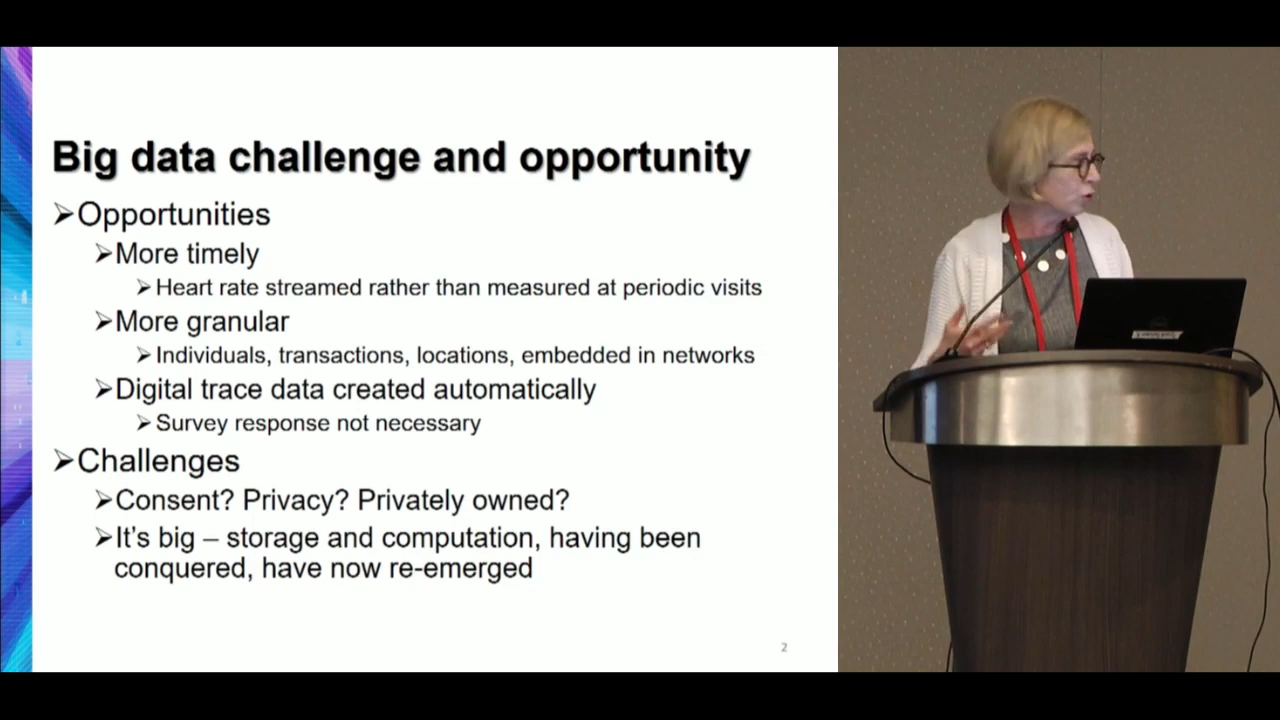 Big data challenge and opportunity
➢Opportunities
➢More timely
➢Heart rate streamed rather than measured at periodic visits
➢More granular
➢Individuals, transactions, locations, embedded in networks
➢Digital trace data created automatically
➢Survey response not necessary
➢Challenges
➢Consent? Privacy? Privately owned?
➢It's big – storage and computation, having been
conquered, have now re-emerged
2